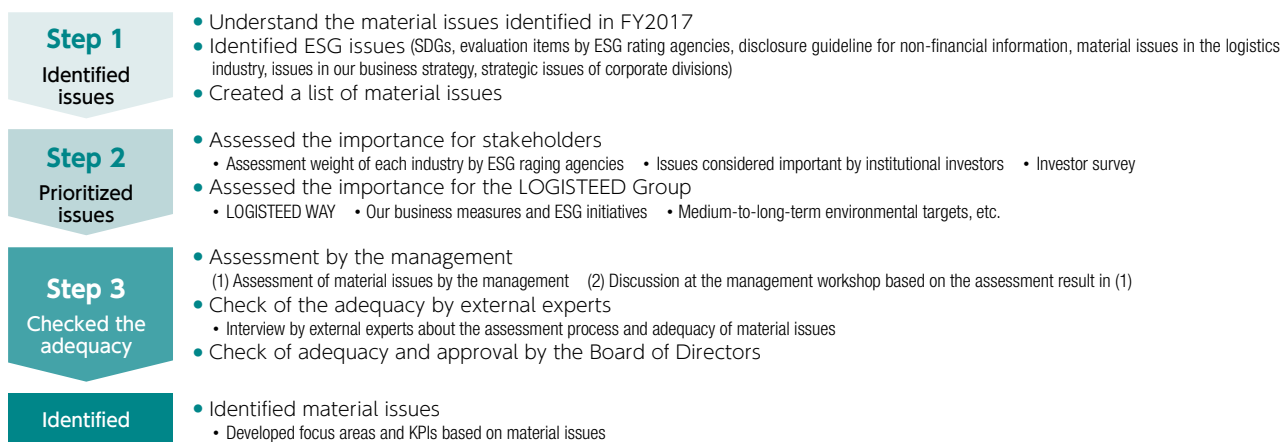 Step 1
Identified
issues
• Understand the material issues identified in FY2017
• Identified ESG issues (SDGs, evaluation items by ESG rating agencies, disclosure guideline for non-financial information, material issues in the logistics
industry, issues in our business strategy, strategic issues of corporate divisions)
• Created a list of material issues
Step 2
Prioritized
issues
• Assessed the importance for stakeholders
• Assessment weight of each industry by ESG raging agencies • Issues considered important by institutional investors • Investor survey
• Assessed the importance for the LOGISTEED Group
• LOGISTEED WAY • Our business measures and ESG initiatives • Medium-to-long-term environmental targets, etc.
Step 3
Checked the
adequacy
• Assessment by the management
(1) Assessment of material issues by the management (2) Discussion at the management workshop based on the assessment result in (1)
• Check of the adequacy by external experts
• Interview by external experts about the assessment process and adequacy of material issues
• Check of adequacy and approval by the Board of Directors
Identified
• Identified material issues
• Developed focus areas and KPIs based on material issues